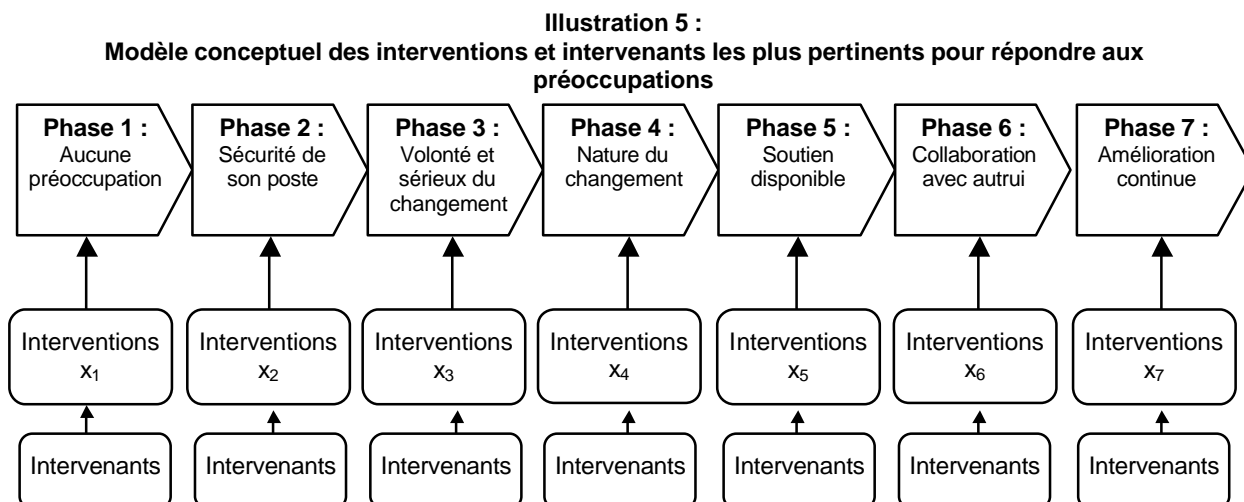 Illustration 5 :
Modèle conceptuel des interventions et intervenants les plus pertinents pour répondre aux
préoccupations
Phase 1 :
Aucune
préoccupation
Phase 2 :
Sécurité de
son poste
Phase 3 :
Volonté et
sérieux du
changement
Phase 4 :
Nature du
changement
Phase 5 :
Soutien
disponible
Phase 6 :
Collaboration
avec autrui
Phase 7 :
Amélioration
continue
Interventions
x₁
Interventions
x₂
Interventions
x₃
Interventions
x₄
Interventions
x₅
Interventions
x₆
Interventions
x₇
Intervenants
Intervenants
Intervenants
Intervenants
Intervenants
Intervenants
Intervenants